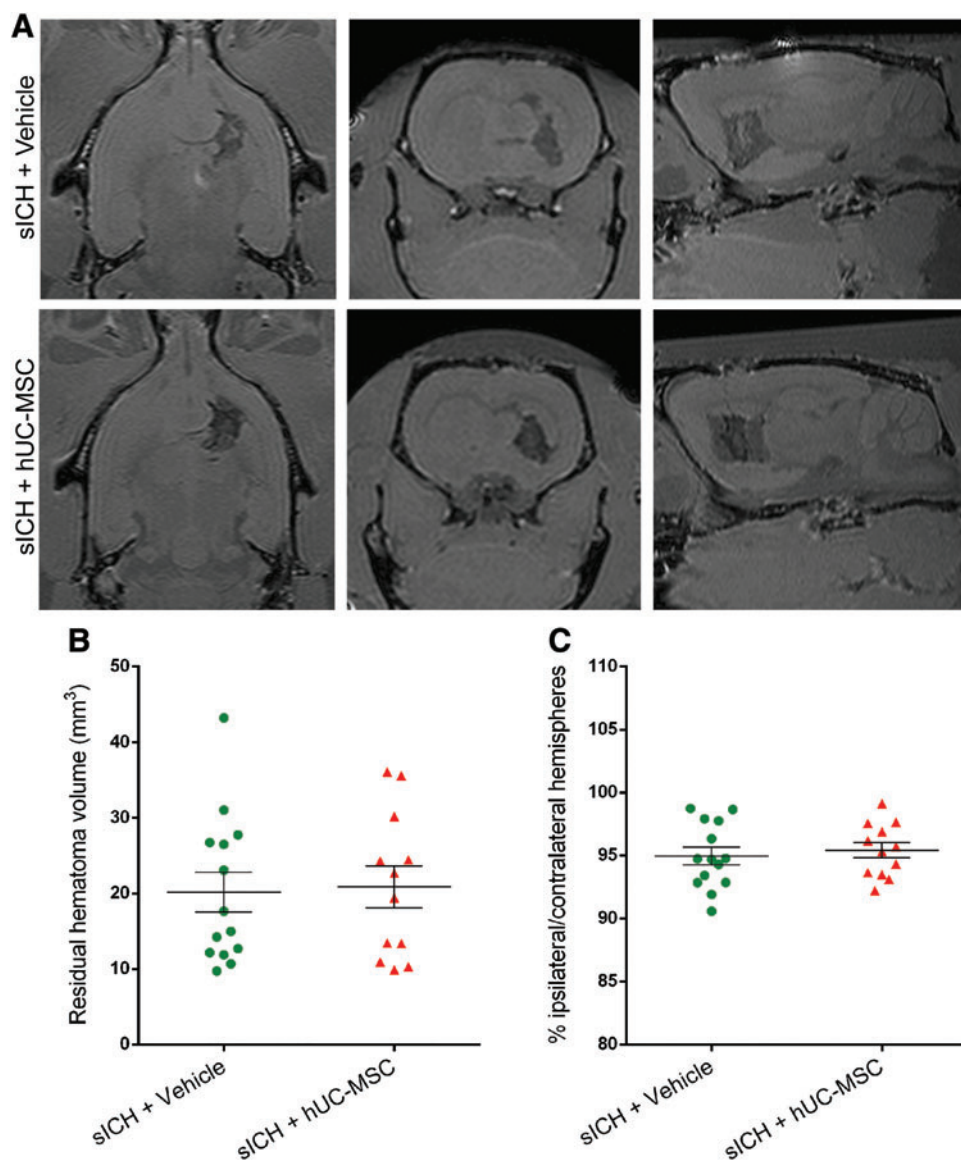 A
sICH + Vehicle
sICH + hUC-MSC
B
Residual hematoma volume (mm³)
50
40
30
20
10
0
sICH + Vehicle
sICH + hUC-MSC
C
% ipsilateral/contralateral hemispheres
110
105
100
95
90
85
80
sICH + Vehicle
sICH + hUC-MSC